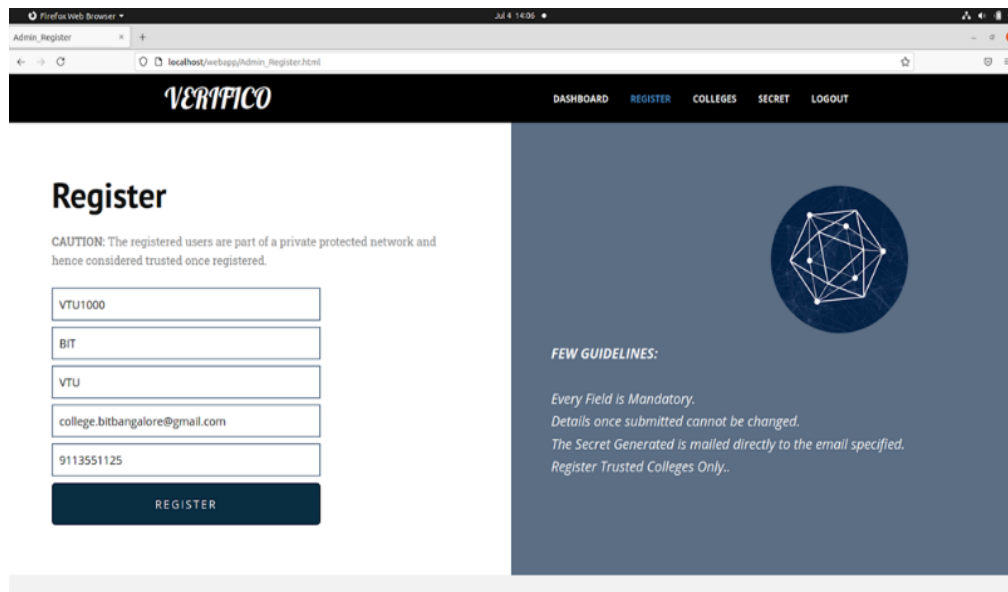 Firefox Web Browser
Jul 4 14:06
Admin_Register
localhost/webapp/Admin_Register.html
VERIFICO
DASHBOARD REGISTER COLLEGES SECRET LOGOUT
Register
CAUTION: The registered users are part of a private protected network and
hence considered trusted once registered.
VTU1000
BIT
VTU
college.bitbangalore@gmail.com
9113551125
REGISTER
FEW GUIDELINES:
Every Field is Mandatory.
Details once submitted cannot be changed.
The Secret Generated is mailed directly to the email specified.
Register Trusted Colleges Only..